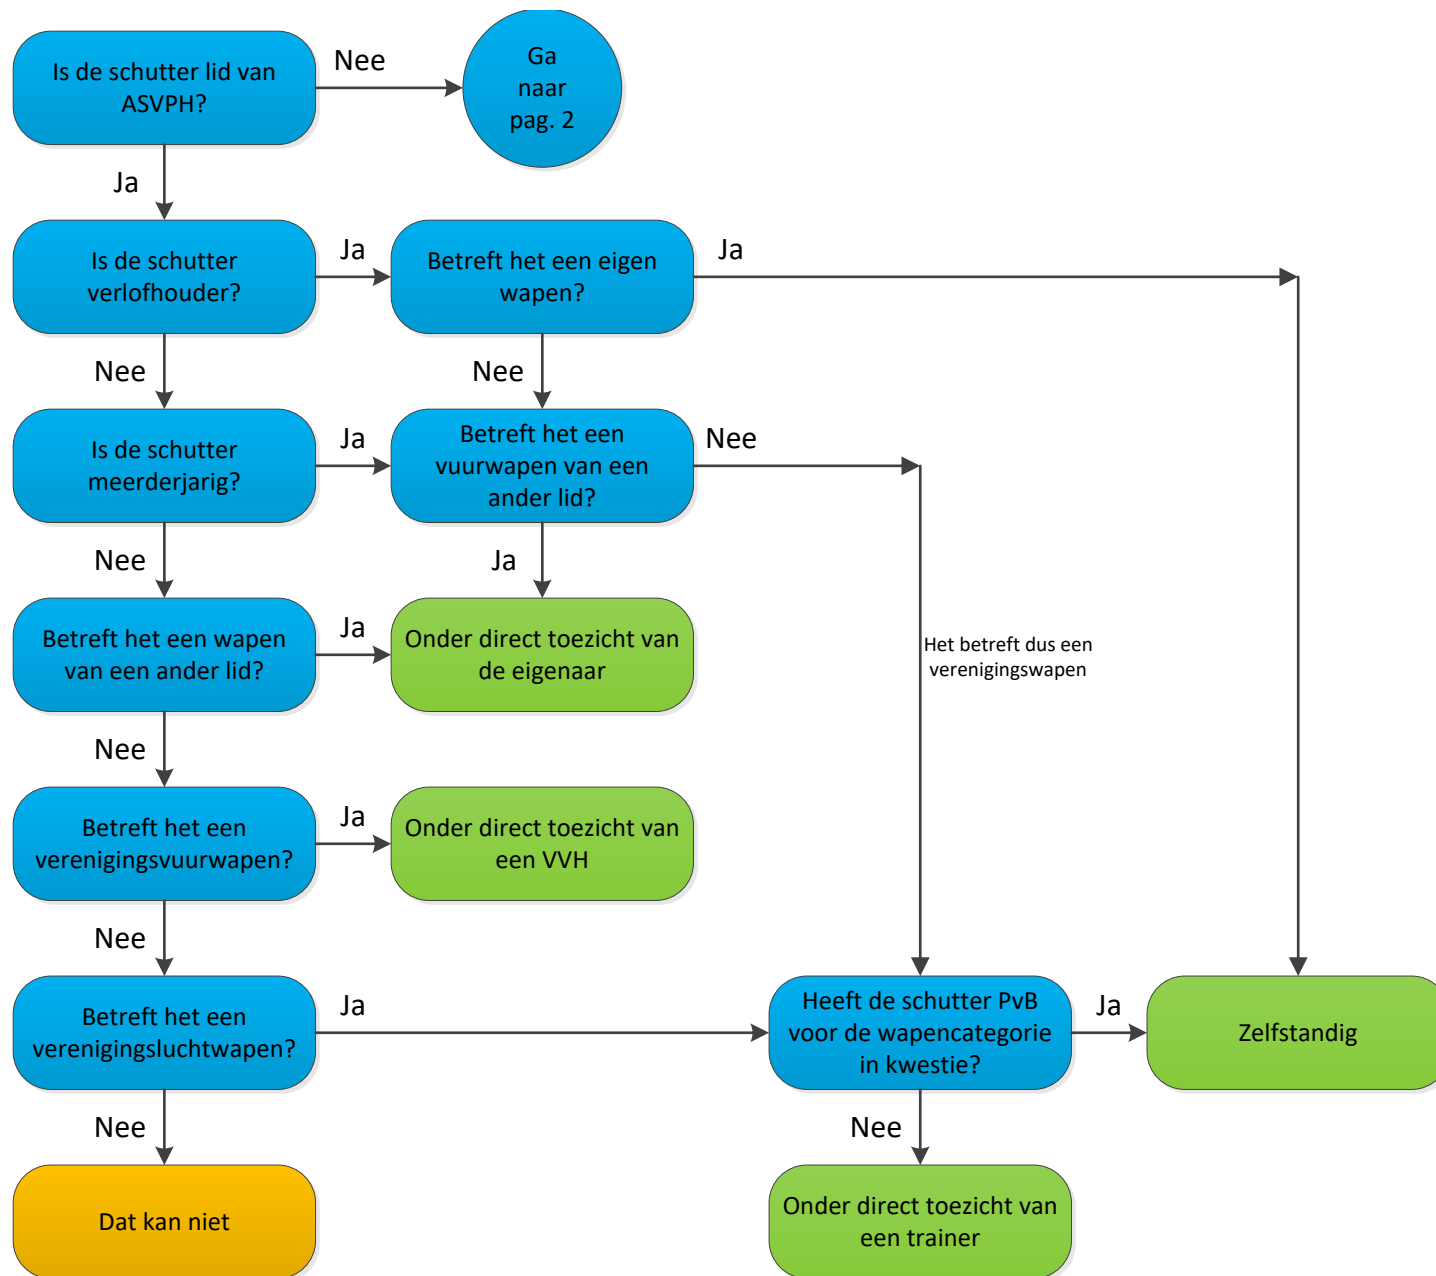 Is de schutter lid van
ASVPH?
Nee
Ga
naar
pag. 2
Ja
Is de schutter
verlofhouder?
Ja
Betreft het een eigen
wapen?
Ja
Nee
Nee
Is de schutter
meerderjarig?
Ja
Betreft het een
vuurwapen van een
ander lid?
Nee
Nee
Ja
Betreft het een wapen
van een ander lid?
Ja
Onder direct toezicht van
de eigenaar
Het betreft dus een
verenigingswapen
Nee
Betreft het een
verenigingsvuurwapen?
Ja
Onder direct toezicht van
een VVH
Nee
Betreft het een
verenigingsluchtwapen?
Ja
Heeft de schutter PvB
voor de wapencategorie
in kwestie?
Ja
Zelfstandig
Nee
Nee
Dat kan niet
Onder direct toezicht van
een trainer